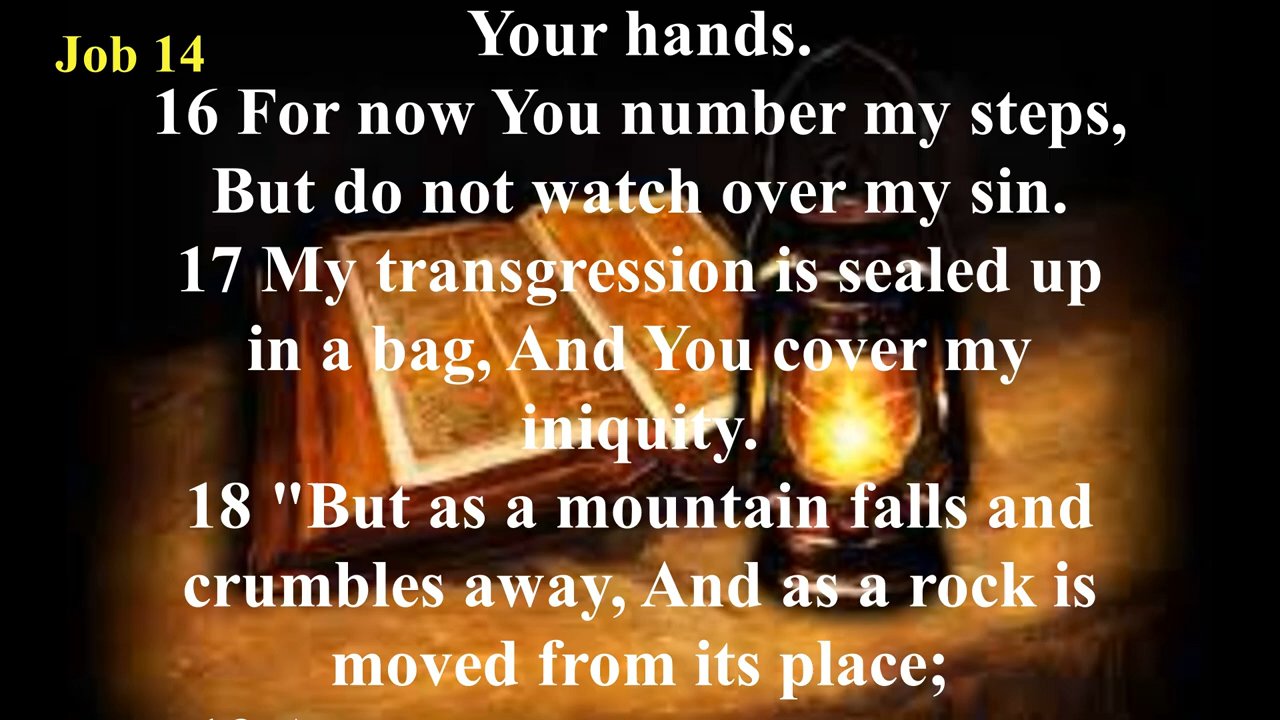 Job 14
Your hands.
16 For now You number my steps,
But do not watch over my sin.
17 My transgression is sealed up
in a bag, And You cover my
iniquity.
18 "But as a mountain falls and
crumbles away, And as a rock is
moved from its place;